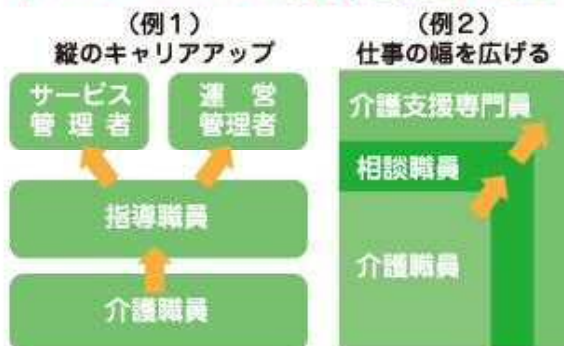 （例１）
縦のキャリアアップ
サービス
管理者
運営
管理者
指導職員
介護職員
（例２）
仕事の幅を広げる
介護支援専門員
相談職員
介護職員